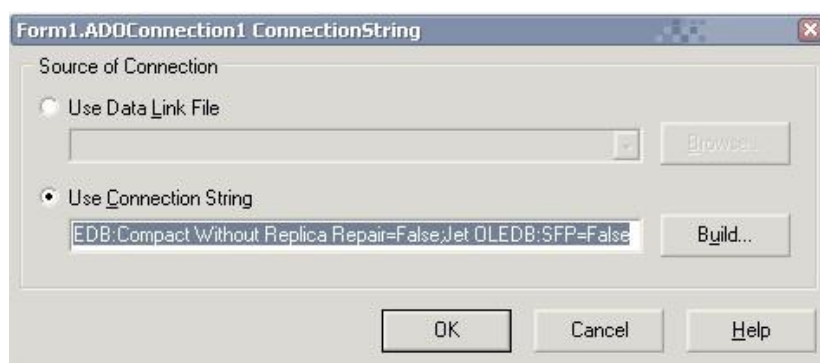 Form1.ADOConnection1 ConnectionString
Source of Connection
Use Data Link File
Browse...
Use Connection String
EDB:Compact Without Replica Repair=False;Jet OLEDB:SFP=False
Build...
OK Cancel Help